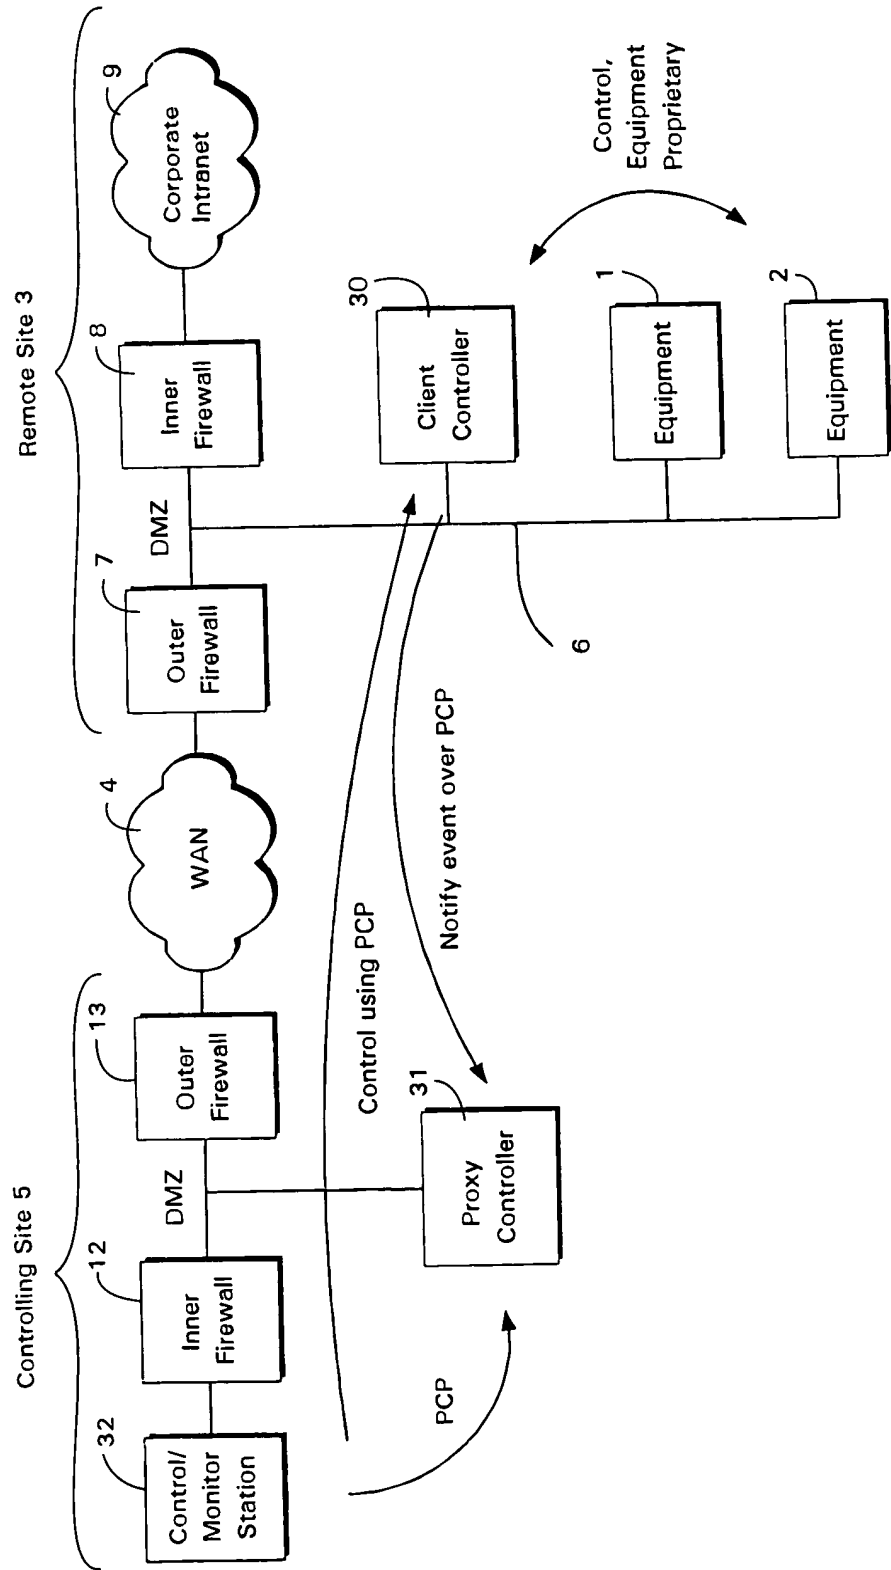 Controlling Site 5
Remote Site 3
32
Control/
Monitor
Station
12
Inner
Firewall
DMZ
13
Outer
Firewall
4
WAN
7
Outer
Firewall
DMZ
8
Inner
Firewall
9
Corporate
Intranet
PCP
Control using PCP
Notify event over PCP
31
Proxy
Controller
30
Client
Controller
6
1
Equipment
2
Equipment
Control,
Equipment
Proprietary